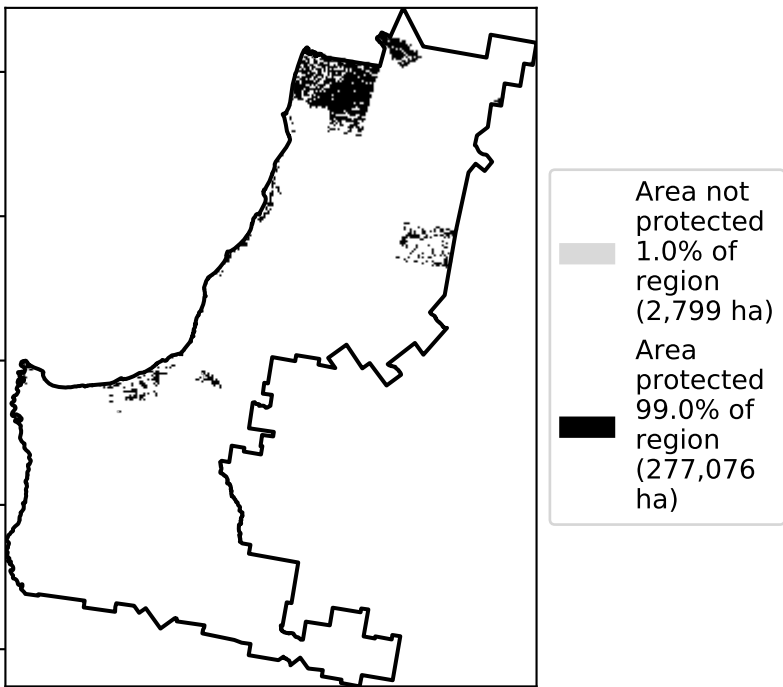 Area not
protected
1.0% of
region
(2,799 ha)
Area
protected
99.0% of
region
(277,076
ha)